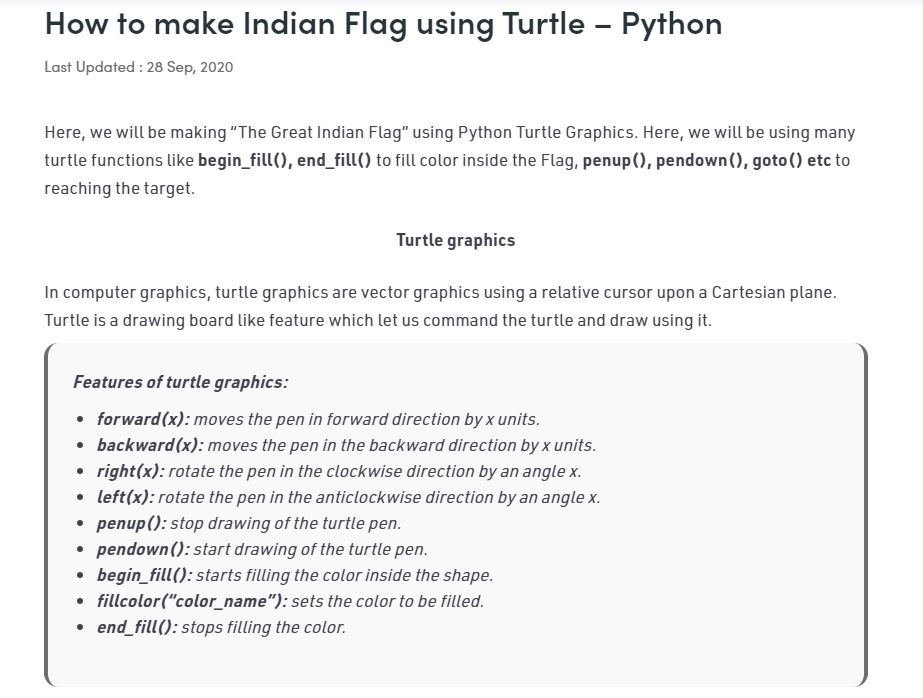 How to make Indian Flag using Turtle – Python
Last Updated : 28 Sep, 2020
Here, we will be making “The Great Indian Flag” using Python Turtle Graphics. Here, we will be using many
turtle functions like begin_fill(), end_fill() to fill color inside the Flag, penup(), pendown(), goto() etc to
reaching the target.
Turtle graphics
In computer graphics, turtle graphics are vector graphics using a relative cursor upon a Cartesian plane.
Turtle is a drawing board like feature which let us command the turtle and draw using it.
Features of turtle graphics:
• forward(x): moves the pen in forward direction by x units.
• backward(x): moves the pen in the backward direction by x units.
• right(x): rotate the pen in the clockwise direction by an angle x.
• left(x): rotate the pen in the anticlockwise direction by an angle x.
• penup(): stop drawing of the turtle pen.
• pendown(): start drawing of the turtle pen.
• begin_fill(): starts filling the color inside the shape.
• fillcolor(“color_name”): sets the color to be filled.
• end_fill(): stops filling the color.